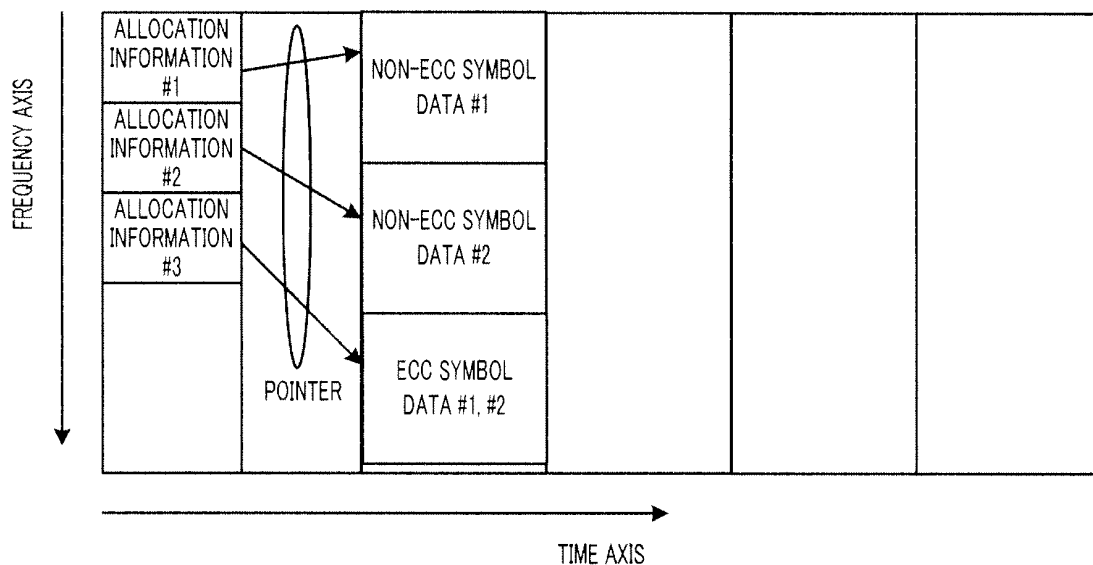 FREQUENCY AXIS
ALLOCATION
INFORMATION
#1
ALLOCATION
INFORMATION
#2
ALLOCATION
INFORMATION
#3
POINTER
NON-ECC SYMBOL
DATA #1
NON-ECC SYMBOL
DATA #2
ECC SYMBOL
DATA #1, #2
TIME AXIS